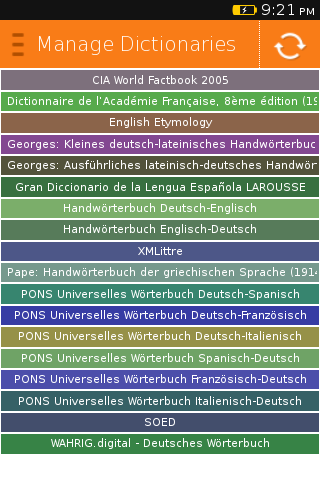 9:21 PM
Manage Dictionaries
CIA World Factbook 2005
Dictionnaire de l'Académie Française, 8ème édition (19
English Etymology
Georges: Kleines deutsch-lateinisches Handwörterbuc
Georges: Ausführliches lateinisch-deutsches Handwör
Gran Diccionario de la Lengua Española LAROUSSE
Handwörterbuch Deutsch-Englisch
Handwörterbuch Englisch-Deutsch
XMLittre
Pape: Handwörterbuch der griechischen Sprache (1914
PONS Universelles Wörterbuch Deutsch-Spanisch
PONS Universelles Wörterbuch Deutsch-Französisch
PONS Universelles Wörterbuch Deutsch-Italienisch
PONS Universelles Wörterbuch Spanisch-Deutsch
PONS Universelles Wörterbuch Französisch-Deutsch
PONS Universelles Wörterbuch Italienisch-Deutsch
SOED
WAHRIG.digital - Deutsches Wörterbuch